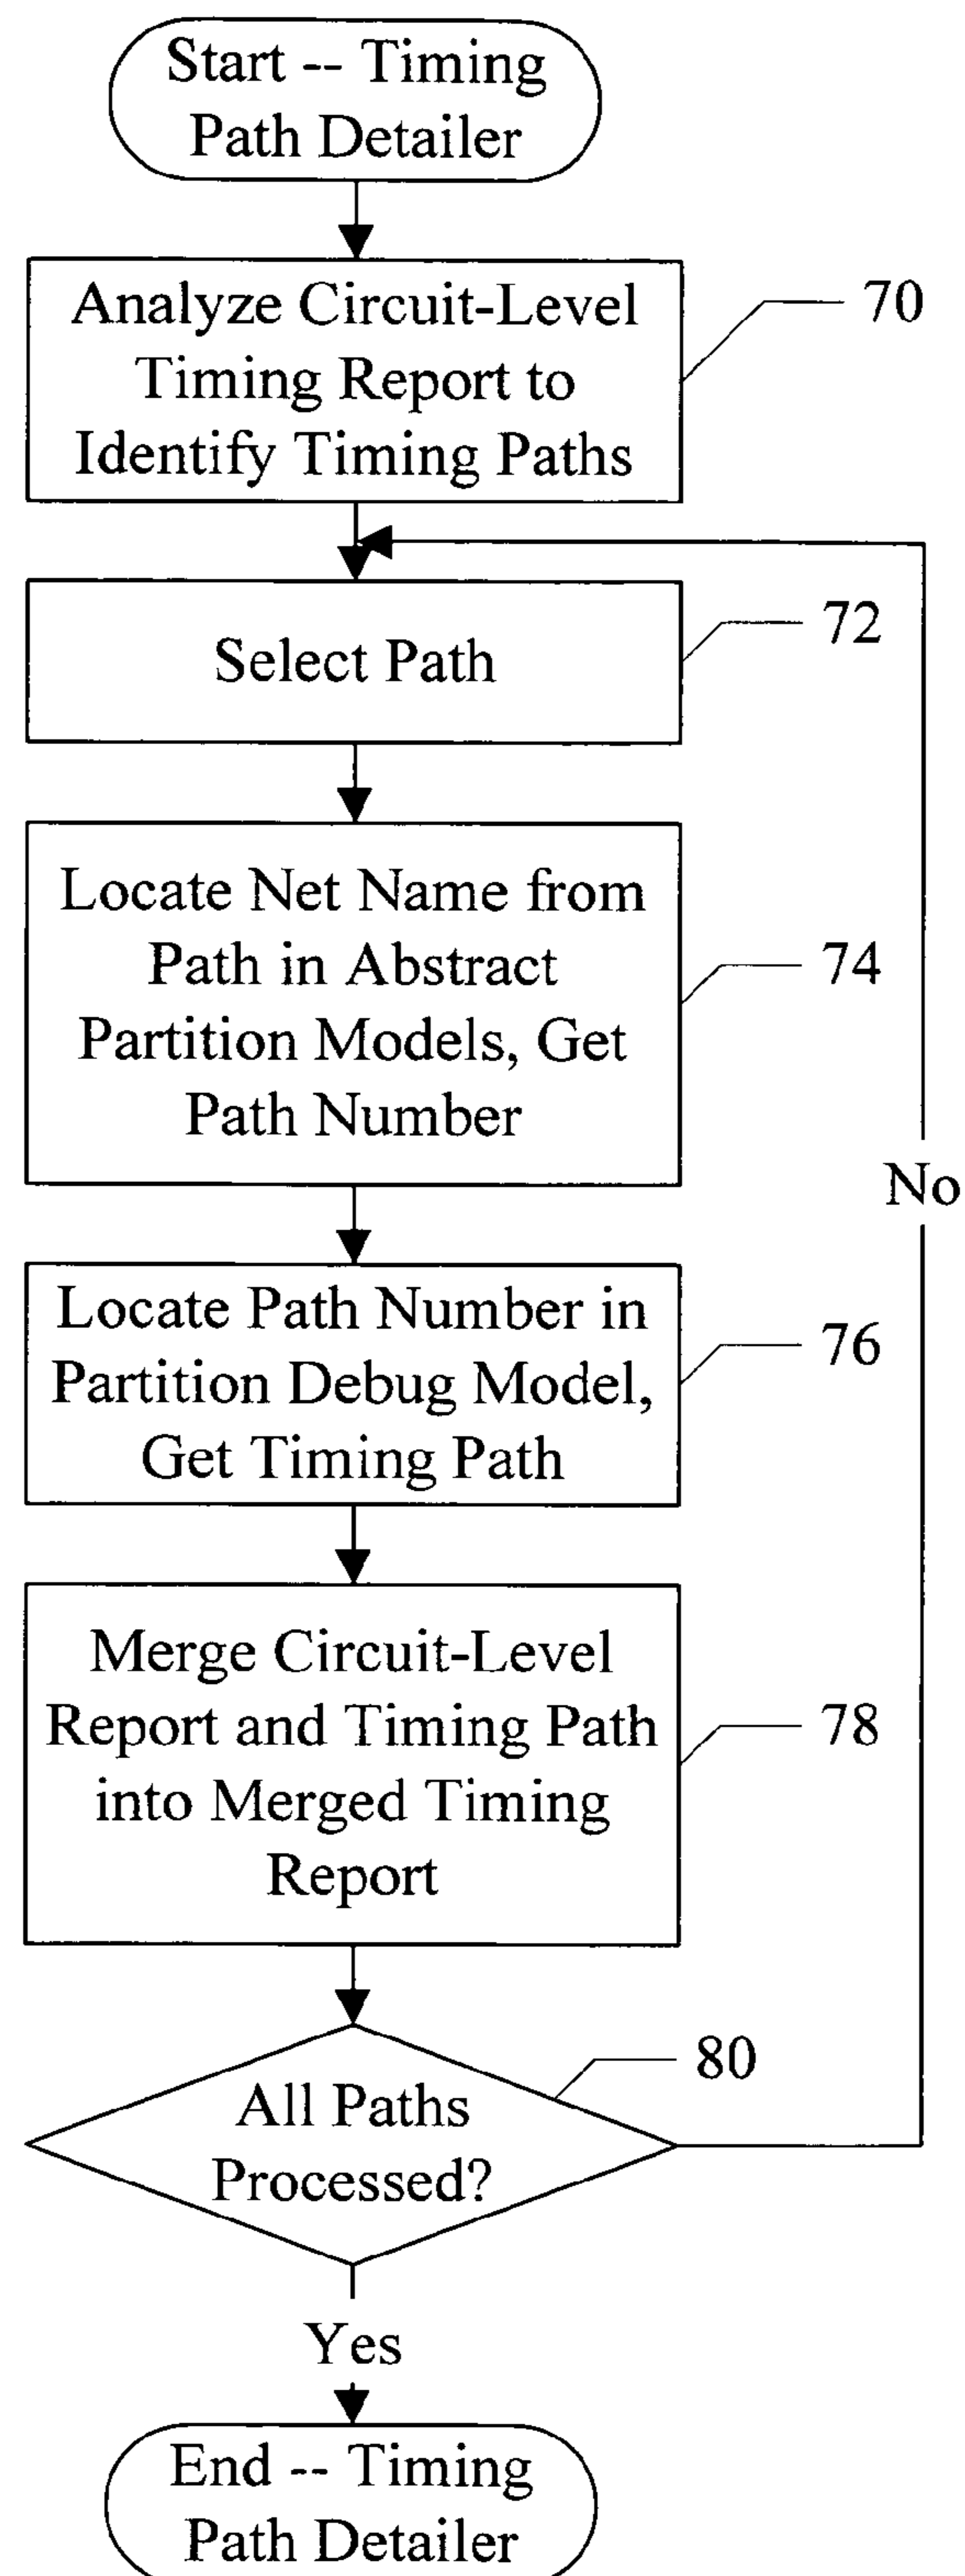 Start -- Timing
Path Detailer
Analyze Circuit-Level
Timing Report to
Identify Timing Paths
70
Select Path
72
Locate Net Name from
Path in Abstract
Partition Models, Get
Path Number
74
No
Locate Path Number in
Partition Debug Model,
Get Timing Path
76
Merge Circuit-Level
Report and Timing Path
into Merged Timing
Report
78
All Paths
Processed?
80
Yes
End -- Timing
Path Detailer